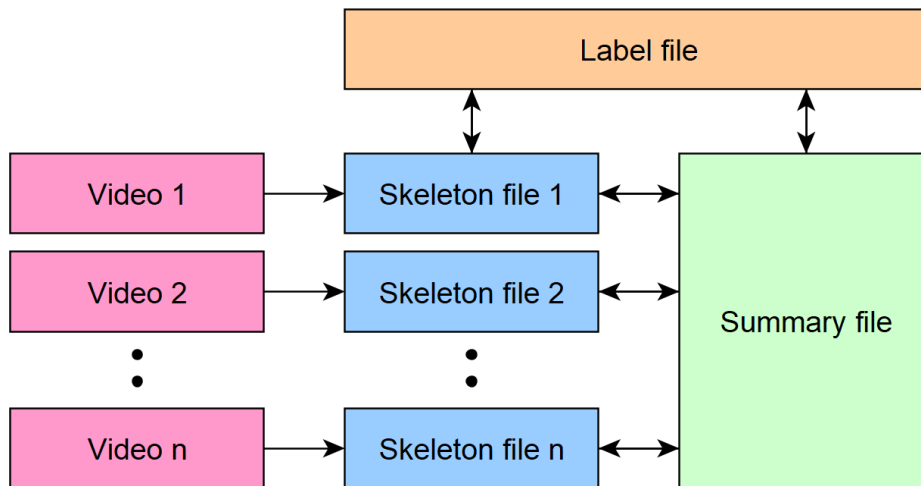 Label file
Video 1
Skeleton file 1
Video 2
Skeleton file 2
Summary file
Video n
Skeleton file n